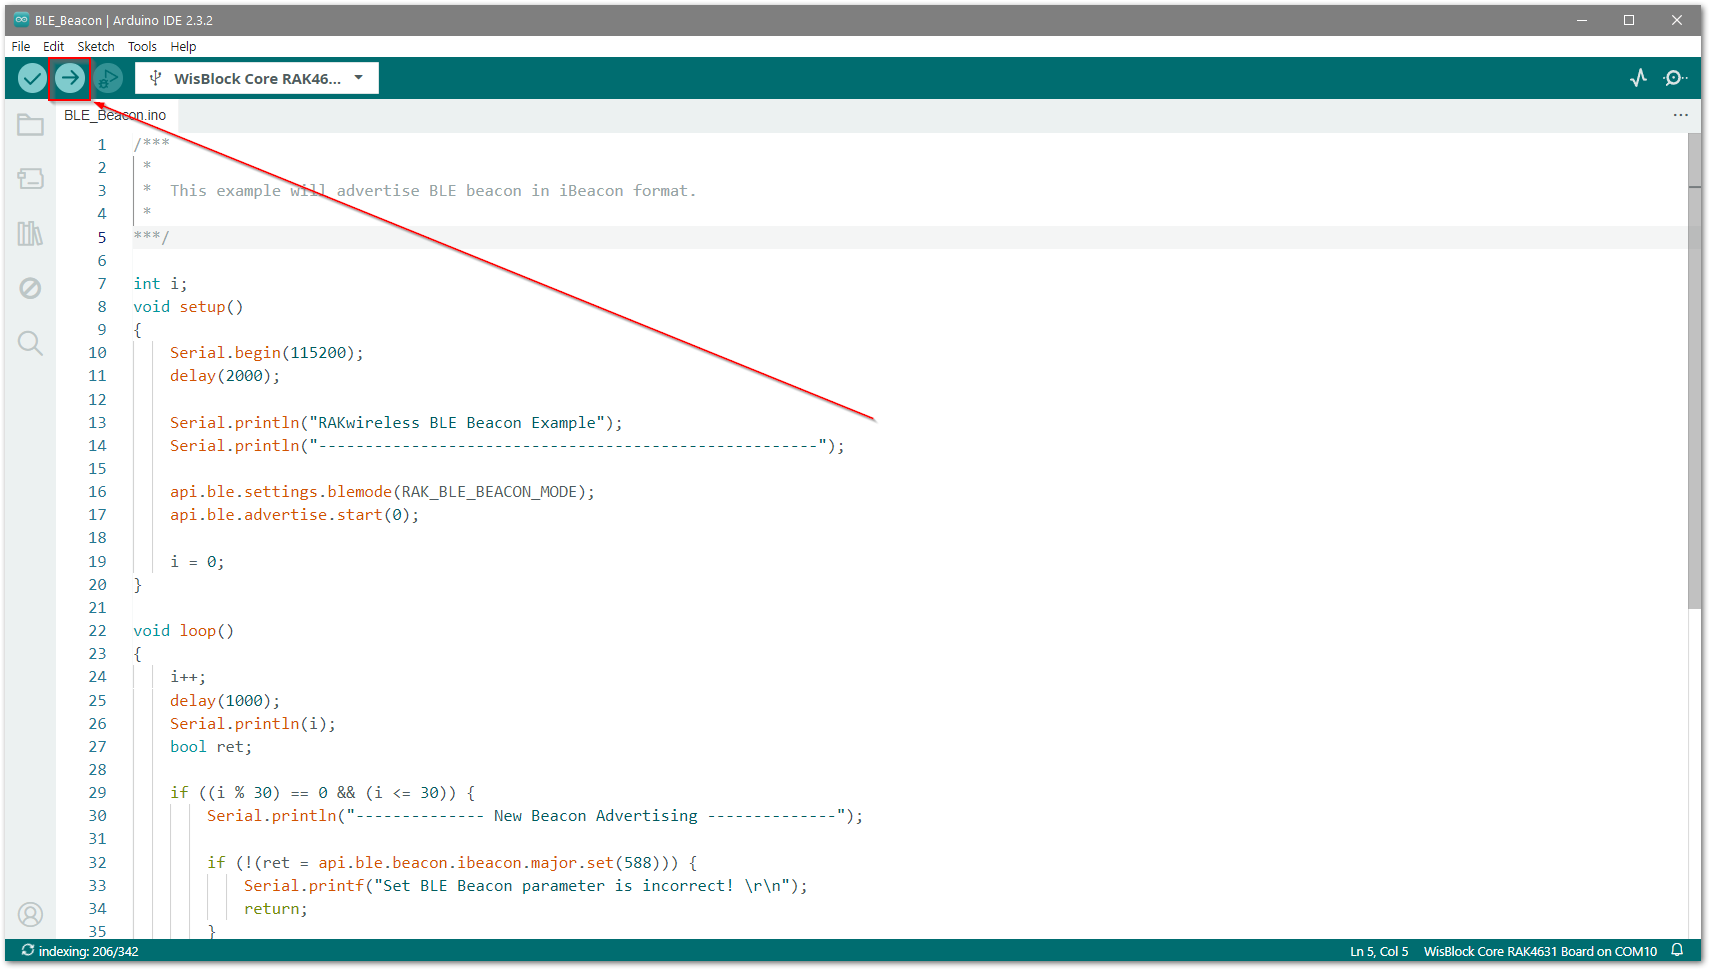 BLE_Beacon | Arduino IDE 2.3.2
File Edit Sketch Tools Help
WisBlock Core RAK46...
BLE_Beacon.ino
1 /***
2  *
3  *  This example will advertise BLE beacon in iBeacon format.
4  *
5 ***/
6
7 int i;
8 void setup()
9 {
10     Serial.begin(115200);
11     delay(2000);
12
13     Serial.println("RAKwireless BLE Beacon Example");
14     Serial.println("------------------------------------------------------");
15
16     api.ble.settings.blemode(RAK_BLE_BEACON_MODE);
17     api.ble.advertise.start(0);
18
19     i = 0;
20 }
21
22 void loop()
23 {
24     i++;
25     delay(1000);
26     Serial.println(i);
27     bool ret;
28
29     if ((i % 30) == 0 && (i <= 30)) {
30         Serial.println("-------------- New Beacon Advertising --------------");
31
32         if (!(ret = api.ble.beacon.ibeacon.major.set(588))) {
33             Serial.printf("Set BLE Beacon parameter is incorrect! \r\n");
34             return;
35         }
indexing: 206/342
Ln 5, Col 5 WisBlock Core RAK4631 Board on COM10